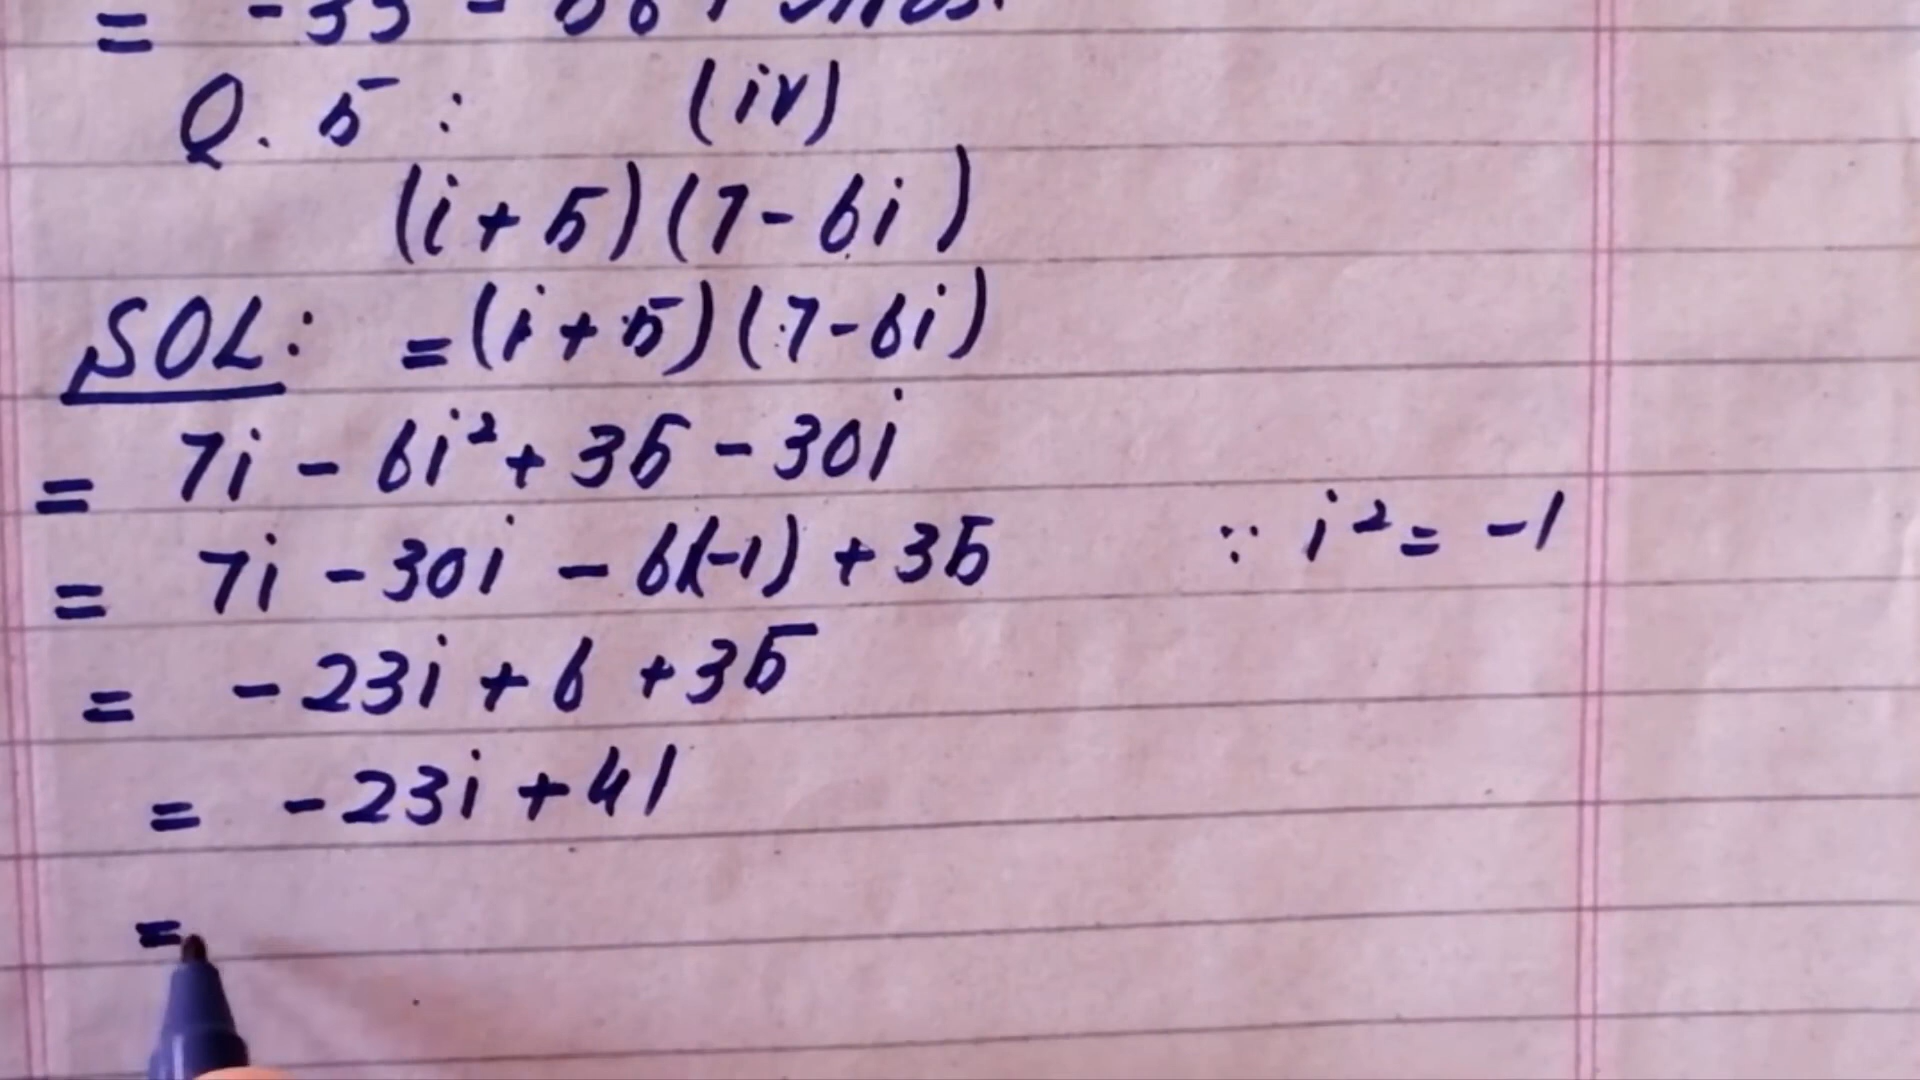 = -35 -
Q. 5 : (iv)
(i + 5) (7 - 6i)
SOL: = (i + 5) (7 - 6i)
= 7i - 6i² + 35 - 30i
= 7i - 30i - 6(-1) + 35 ∵ i² = -1
= -23i + 6 + 35
= -23i + 41
=